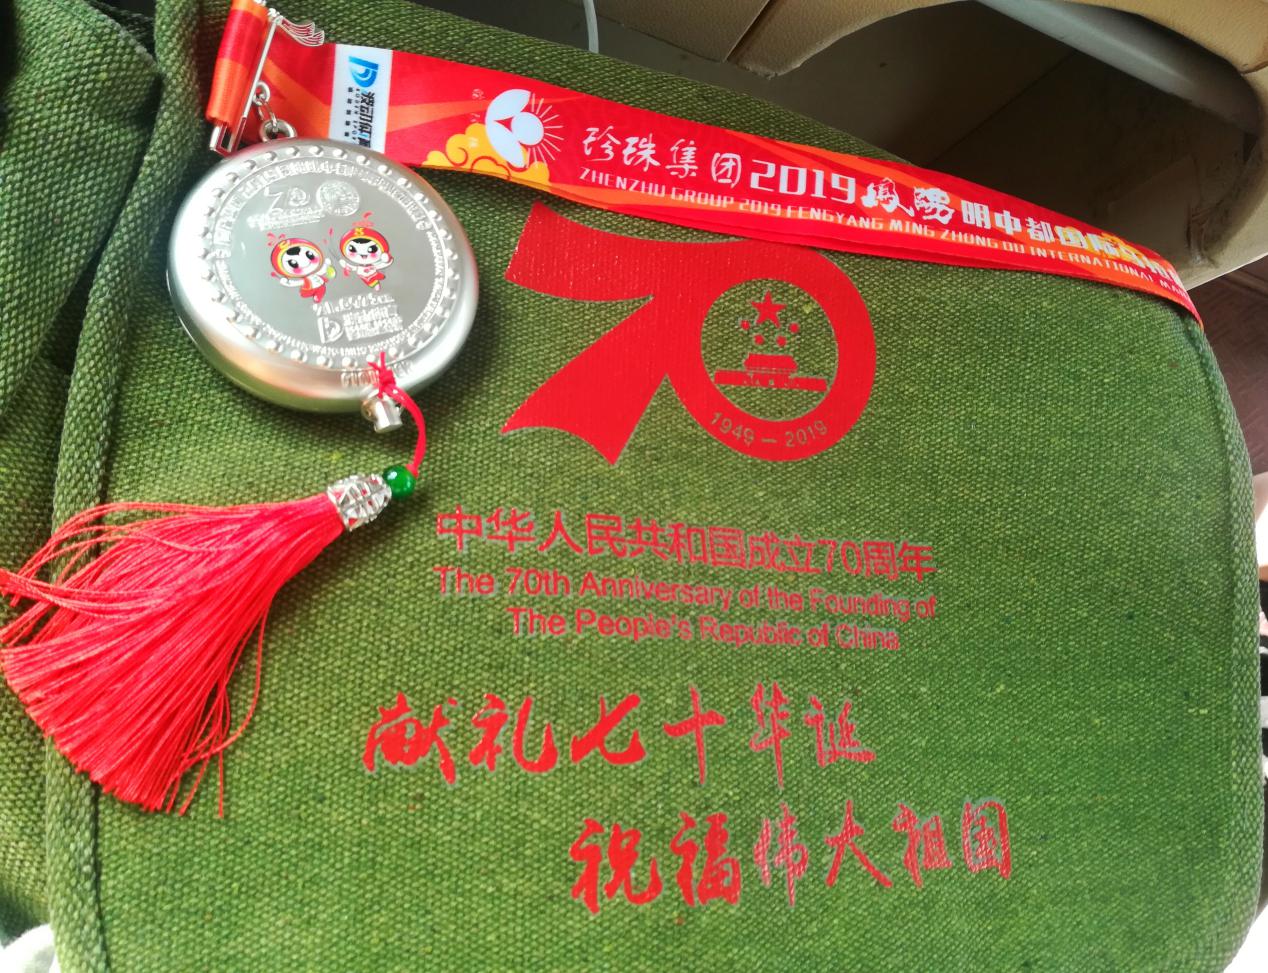 珍珠集团2019凤阳明中都国际
ZHENZHU GROUP 2019 FENGYANG MING ZHONG DU INTERNATIONAL
70
1949—2019
中华人民共和国成立70周年
The 70th Anniversary of the Founding of
The People's Republic of China
献礼七十华诞
祝福伟大祖国